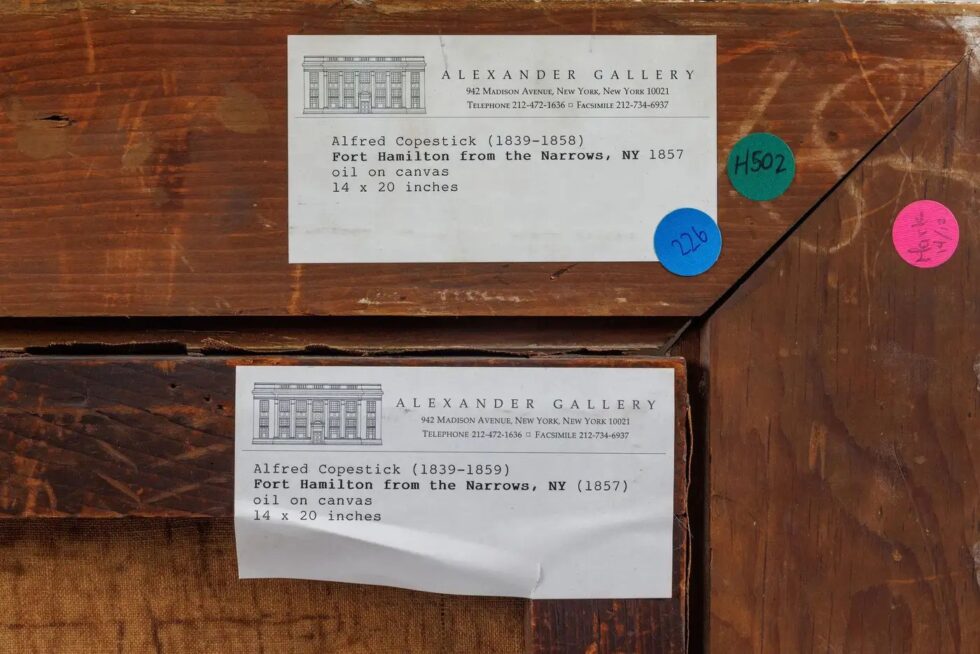 ALEXANDER GALLERY
942 Madison Avenue, New York, New York 10021
Telephone 212-472-1636 □ Facsimile 212-734-6937
Alfred Copestick (1839-1858)
Fort Hamilton from the Narrows, NY 1857
oil on canvas
14 x 20 inches
H502
226
ALEXANDER GALLERY
942 Madison Avenue, New York, New York 10021
Telephone 212-472-1636 □ Facsimile 212-734-6937
Alfred Copestick (1839-1859)
Fort Hamilton from the Narrows, NY (1857)
oil on canvas
14 x 20 inches